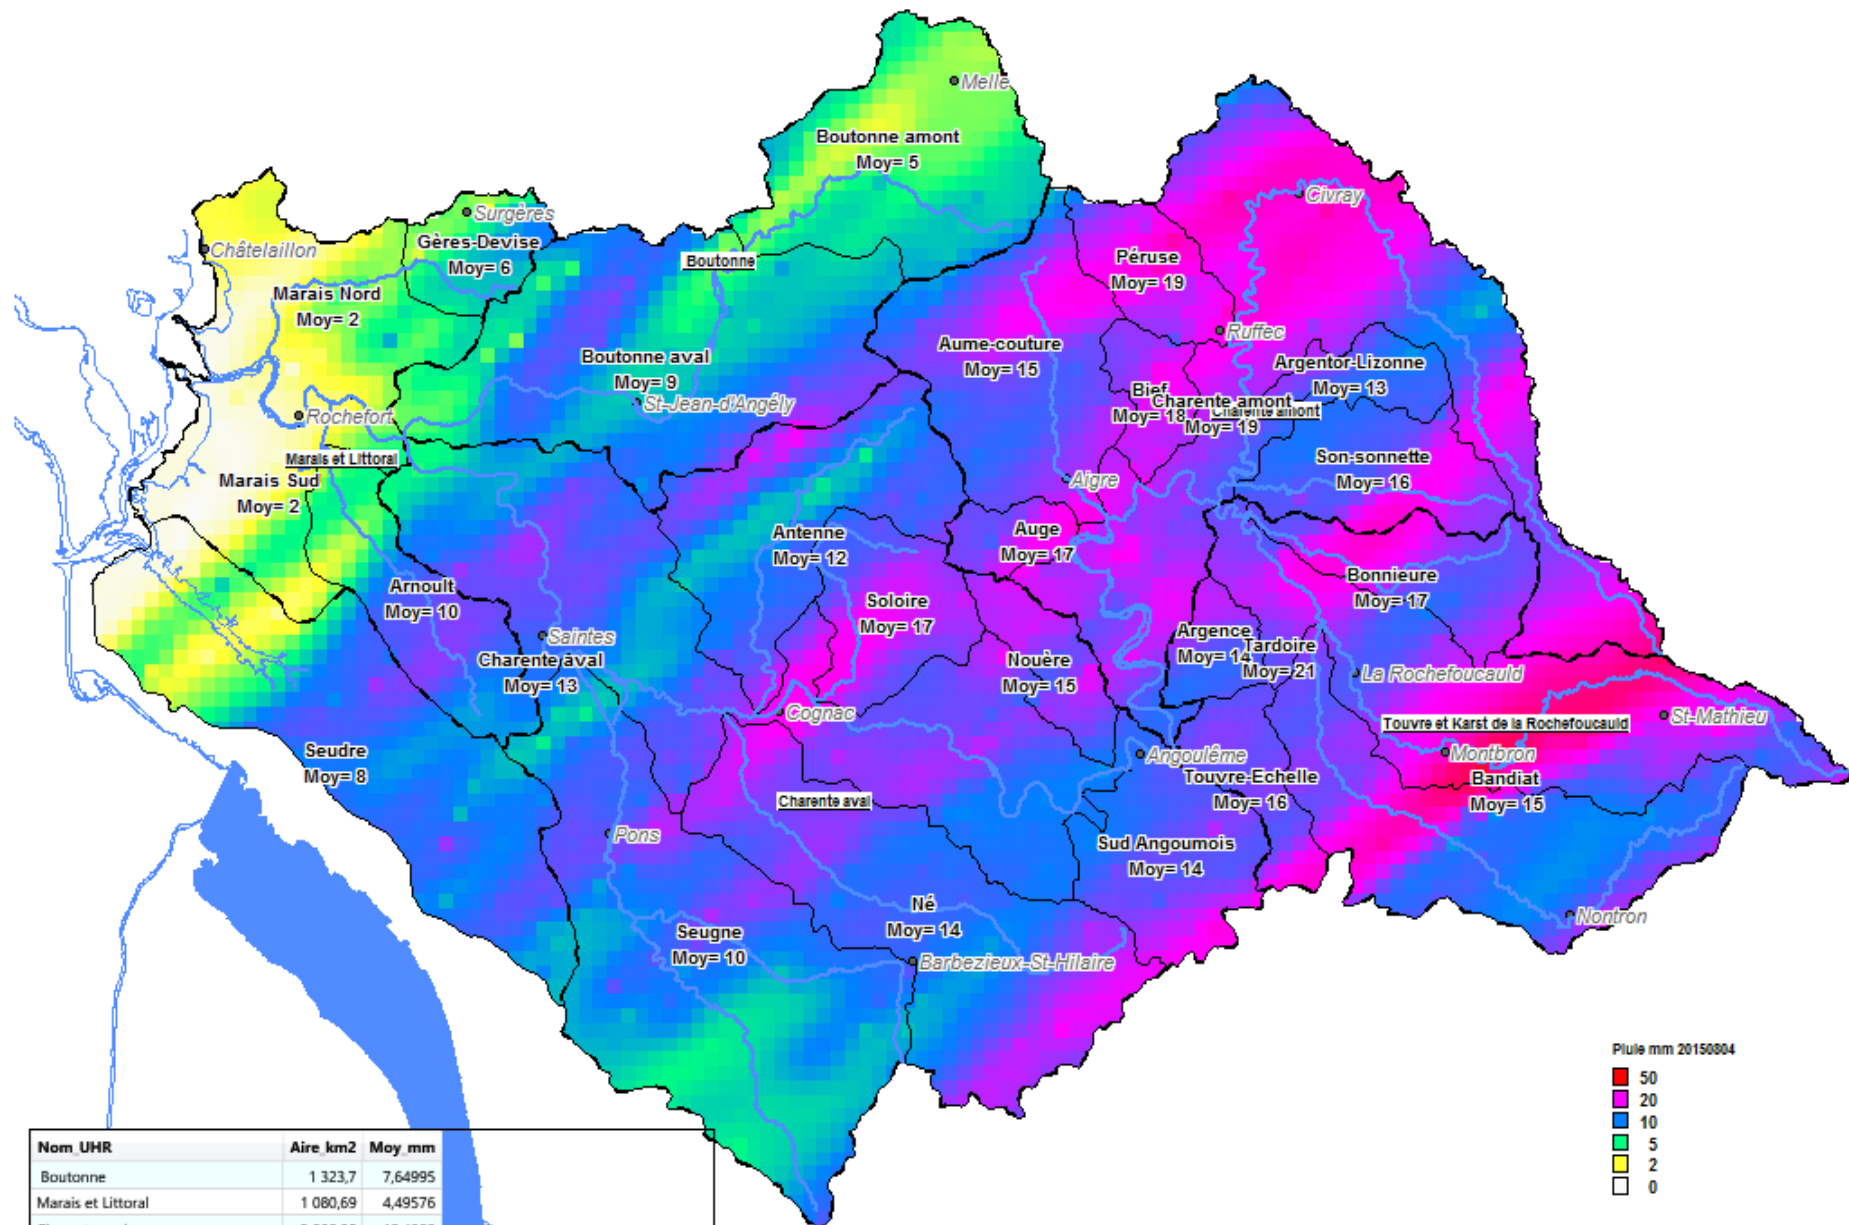 Melle
Boutonne amont
Moy= 5
Civray
Surgères
Châtelaillon
Gères-Devise
Moy= 6
Boutonne
Péruse
Moy= 19
Marais Nord
Moy= 2
Ruffec
Boutonne aval
Moy= 9
Aume-couture
Moy= 15
Argentor-Lizonne
Moy= 13
Bief
Moy= 18
Charente amont
Moy= 19
Charente amont
St-Jean-d'Angély
Rochefort
Marais et Littoral
Marais Sud
Moy= 2
Son-sonnette
Moy= 16
Aigre
Antenne
Moy= 12
Auge
Moy= 17
Arnoult
Moy= 10
Bonnieure
Moy= 17
Soloire
Moy= 17
Saintes
Argence
Moy= 14
Tardoire
Moy= 21
Charente aval
Moy= 13
Nouère
Moy= 15
La Rochefoucauld
Cognac
Touvre et Karst de la Rochefoucauld
St-Mathieu
Seudre
Moy= 8
Angoulême
Montbron
Touvre-Echelle
Moy= 16
Bandiat
Moy= 15
Charente aval
Pons
Sud Angoumois
Moy= 14
Né
Moy= 14
Nontron
Seugne
Moy= 10
Barbezieux-St-Hilaire
Pluie mm 20150804
50
20
10
5
2
0
Nom_UHR Aire_km2 Moy_mm
Boutonne 1 323,7 7,64995
Marais et Littoral 1 080,69 4,49576